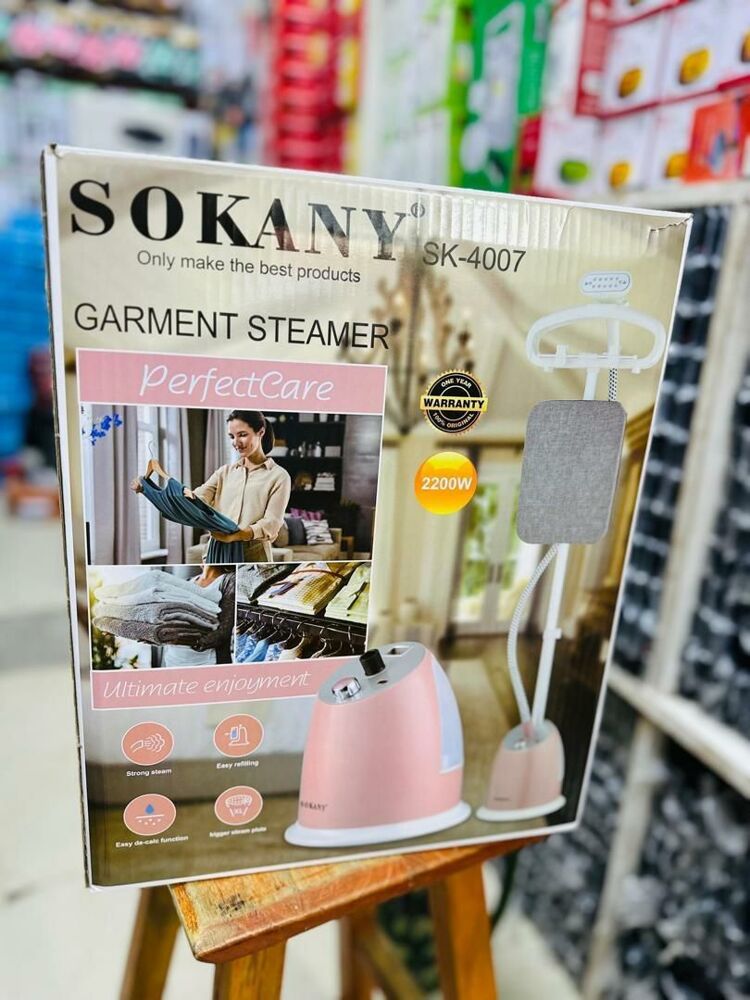 SOKANY®
SK-4007
Only make the best products
GARMENT STEAMER
PerfectCare
ONE YEAR
WARRANTY
100% ORIGINAL
2200W
Ultimate enjoyment
Strong steam
Easy refilling
XL
Easy de-calc function
bigger steam plate
SOKANY